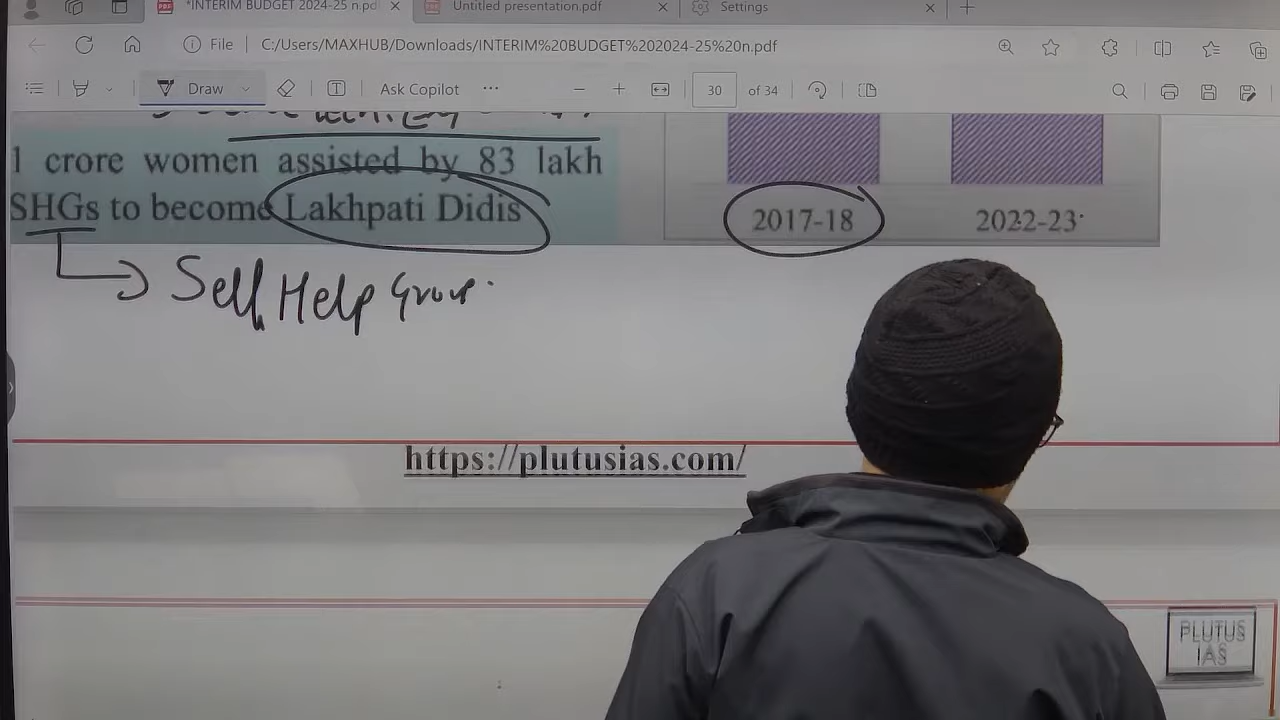 *INTERIM BUDGET 2024-25 n.pd
Untitled presentation.pdf
Settings
File
C:/Users/MAXHUB/Downloads/INTERIM%20BUDGET%202024-25%20n.pdf
Draw
Ask Copilot
30 of 34
1 crore women assisted by 83 lakh
SHGs to become Lakhpati Didis
2017-18
2022-23
Self Help Group
https://plutusias.com/
PLUTUS
IAS